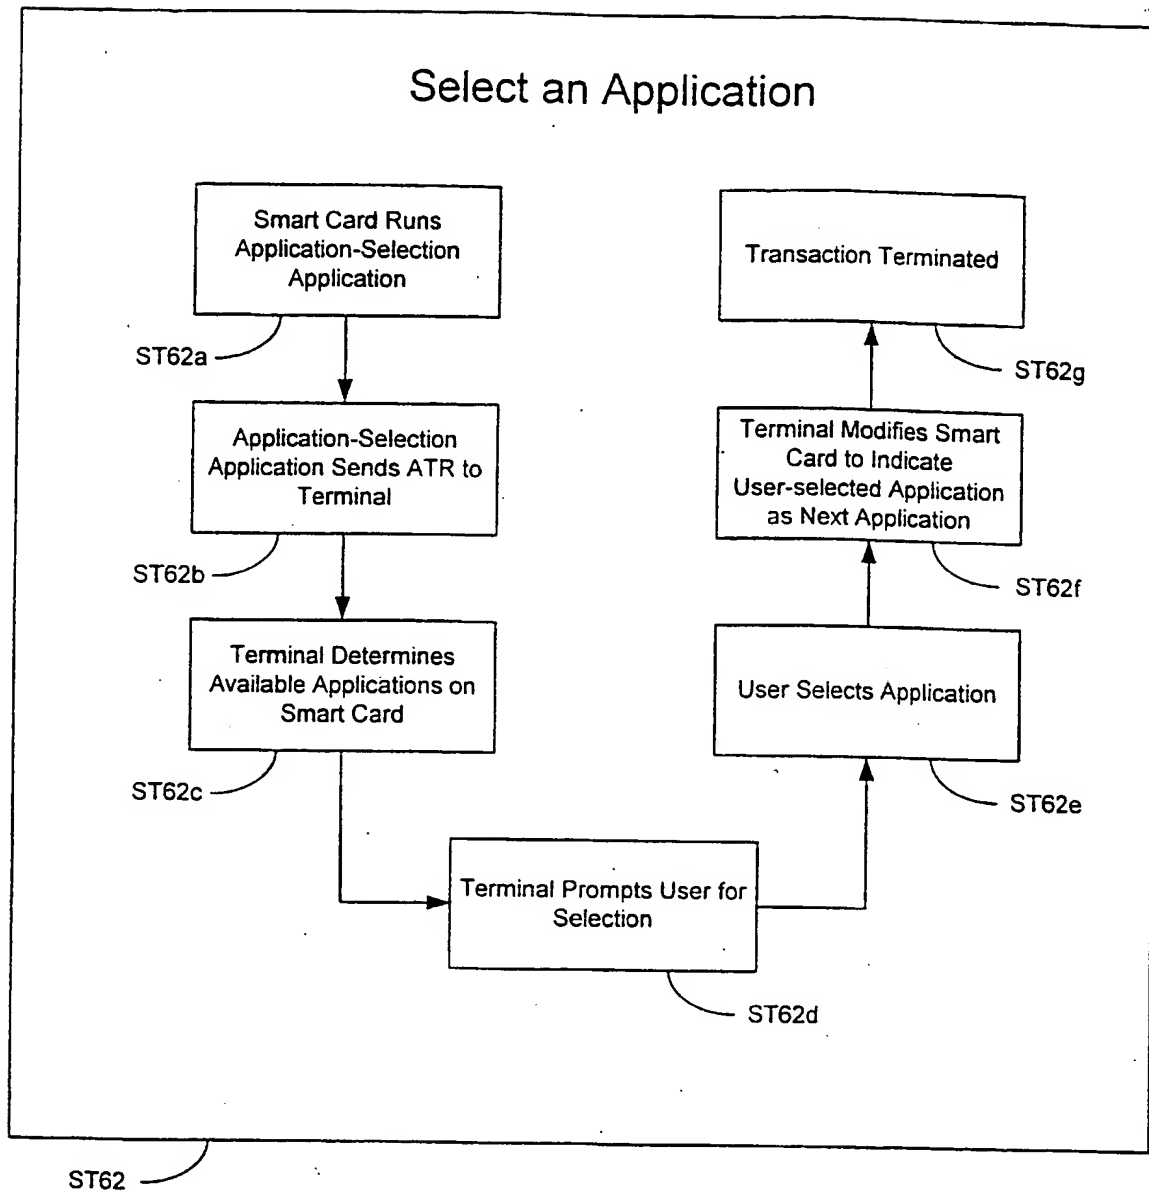 Select an Application
Smart Card Runs
Application-Selection
Application
ST62a
Application-Selection
Application Sends ATR to
Terminal
ST62b
Terminal Determines
Available Applications on
Smart Card
ST62c
Terminal Prompts User for
Selection
ST62d
User Selects Application
ST62e
Terminal Modifies Smart
Card to Indicate
User-selected Application
as Next Application
ST62f
Transaction Terminated
ST62g
ST62